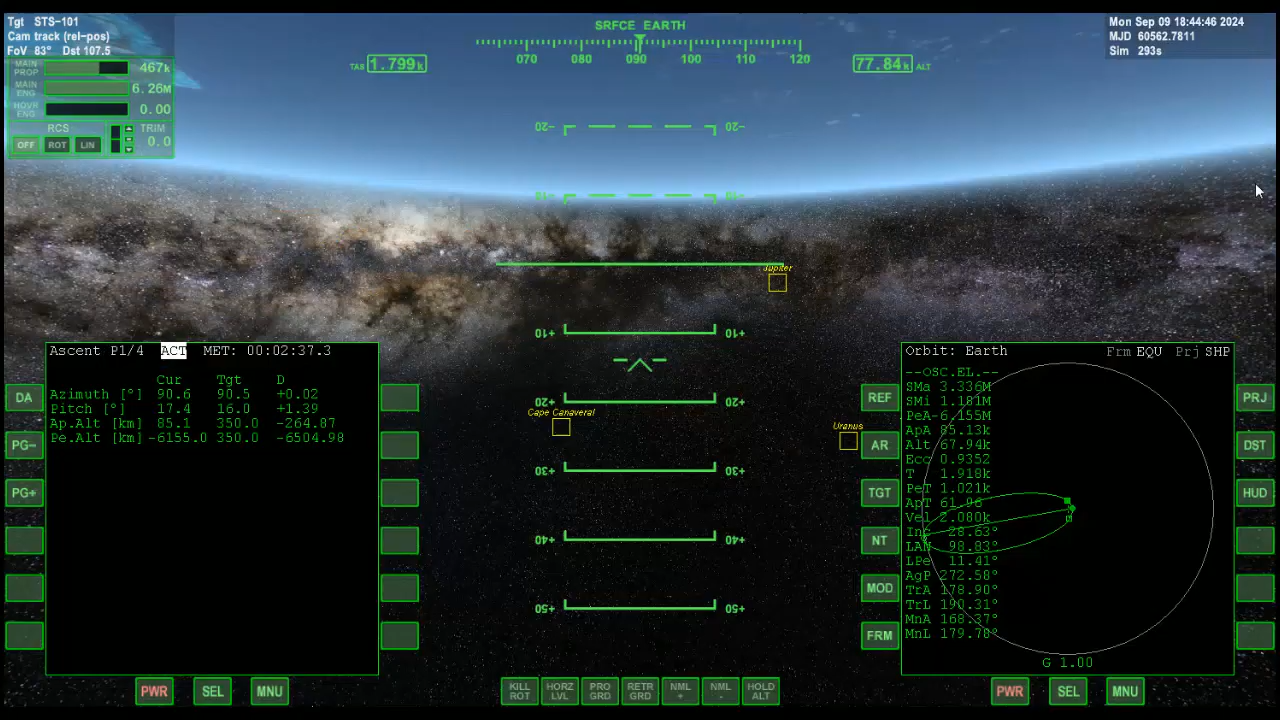 Tgt STS-101
Cam track (rel-pos)
FoV 83° Dst 107.5
MAIN PROP 467k
MAIN ENG 6.26M
HOVR ENG 0.00
RCS TRIM
OFF ROT LIN 0.0
SRFCE EARTH
070 080 090 100 110 120
TAS 1.799k
77.84k ALT
Mon Sep 09 18:44:46 2024
MJD 60562.7811
Sim 293s
20- 20-
Jupiter
10+ 10+
20+ 20+
Cape Canaveral
Uranus
30+ 30+
40+ 40+
50+ 50+
Ascent P1/4 ACT MET: 00:02:37.3
Cur Tgt D
Azimuth [°] 90.6 90.5 +0.02
Pitch [°] 17.4 16.0 +1.39
Ap.Alt [km] 85.1 350.0 -264.87
Pe.Alt [km] -6155.0 350.0 -6504.98
DA
PG-
PG+
PWR SEL MNU
KILL ROT
HORZ LVL
PRO GRD
RETR GRD
NML +
NML -
HOLD ALT
Orbit: Earth Frm EQU Prj SHP
--OSC.EL.--
SMa 3.336M
SMi 1.181M
PeA-6.155M
ApA 85.13k
Alt 67.94k
Ecc 0.9352
T 1.918k
PeT 1.021k
ApT 61.96
Vel 2.080k
Inc 28.63°
LAN 98.83°
LPe 11.41°
AgP 272.58°
TrA 178.90°
TrL 190.31°
MnA 168.37°
MnL 179.78°
G 1.00
REF
AR
TGT
NT
MOD
FRM
PRJ
DST
HUD
PWR SEL MNU